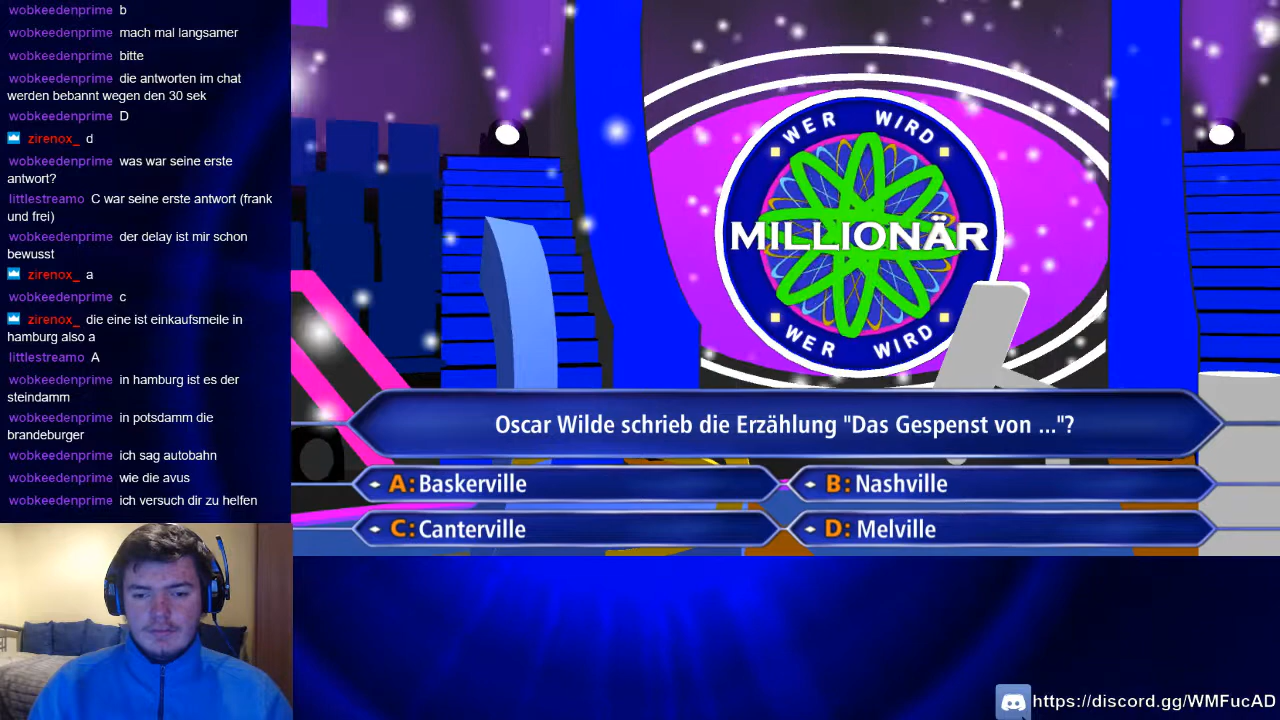 wobkeedenprime b
wobkeedenprime mach mal langsamer
wobkeedenprime bitte
wobkeedenprime die antworten im chat
werden bebannt wegen den 30 sek
wobkeedenprime D
zirenox_ d
wobkeedenprime was war seine erste
antwort?
littlestreamo C war seine erste antwort (frank
und frei)
wobkeedenprime der delay ist mir schon
bewusst
zirenox_ a
wobkeedenprime c
zirenox_ die eine ist einkaufsmeile in
hamburg also a
littlestreamo A
wobkeedenprime in hamburg ist es der
steindamm
wobkeedenprime in potsdamm die
brandeburger
wobkeedenprime ich sag autobahn
wobkeedenprime wie die avus
wobkeedenprime ich versuch dir zu helfen
WER WIRD
MILLIONÄR
WER WIRD
Oscar Wilde schrieb die Erzählung "Das Gespenst von ..."?
A: Baskerville
B: Nashville
C: Canterville
D: Melville
https://discord.gg/WMFucAD